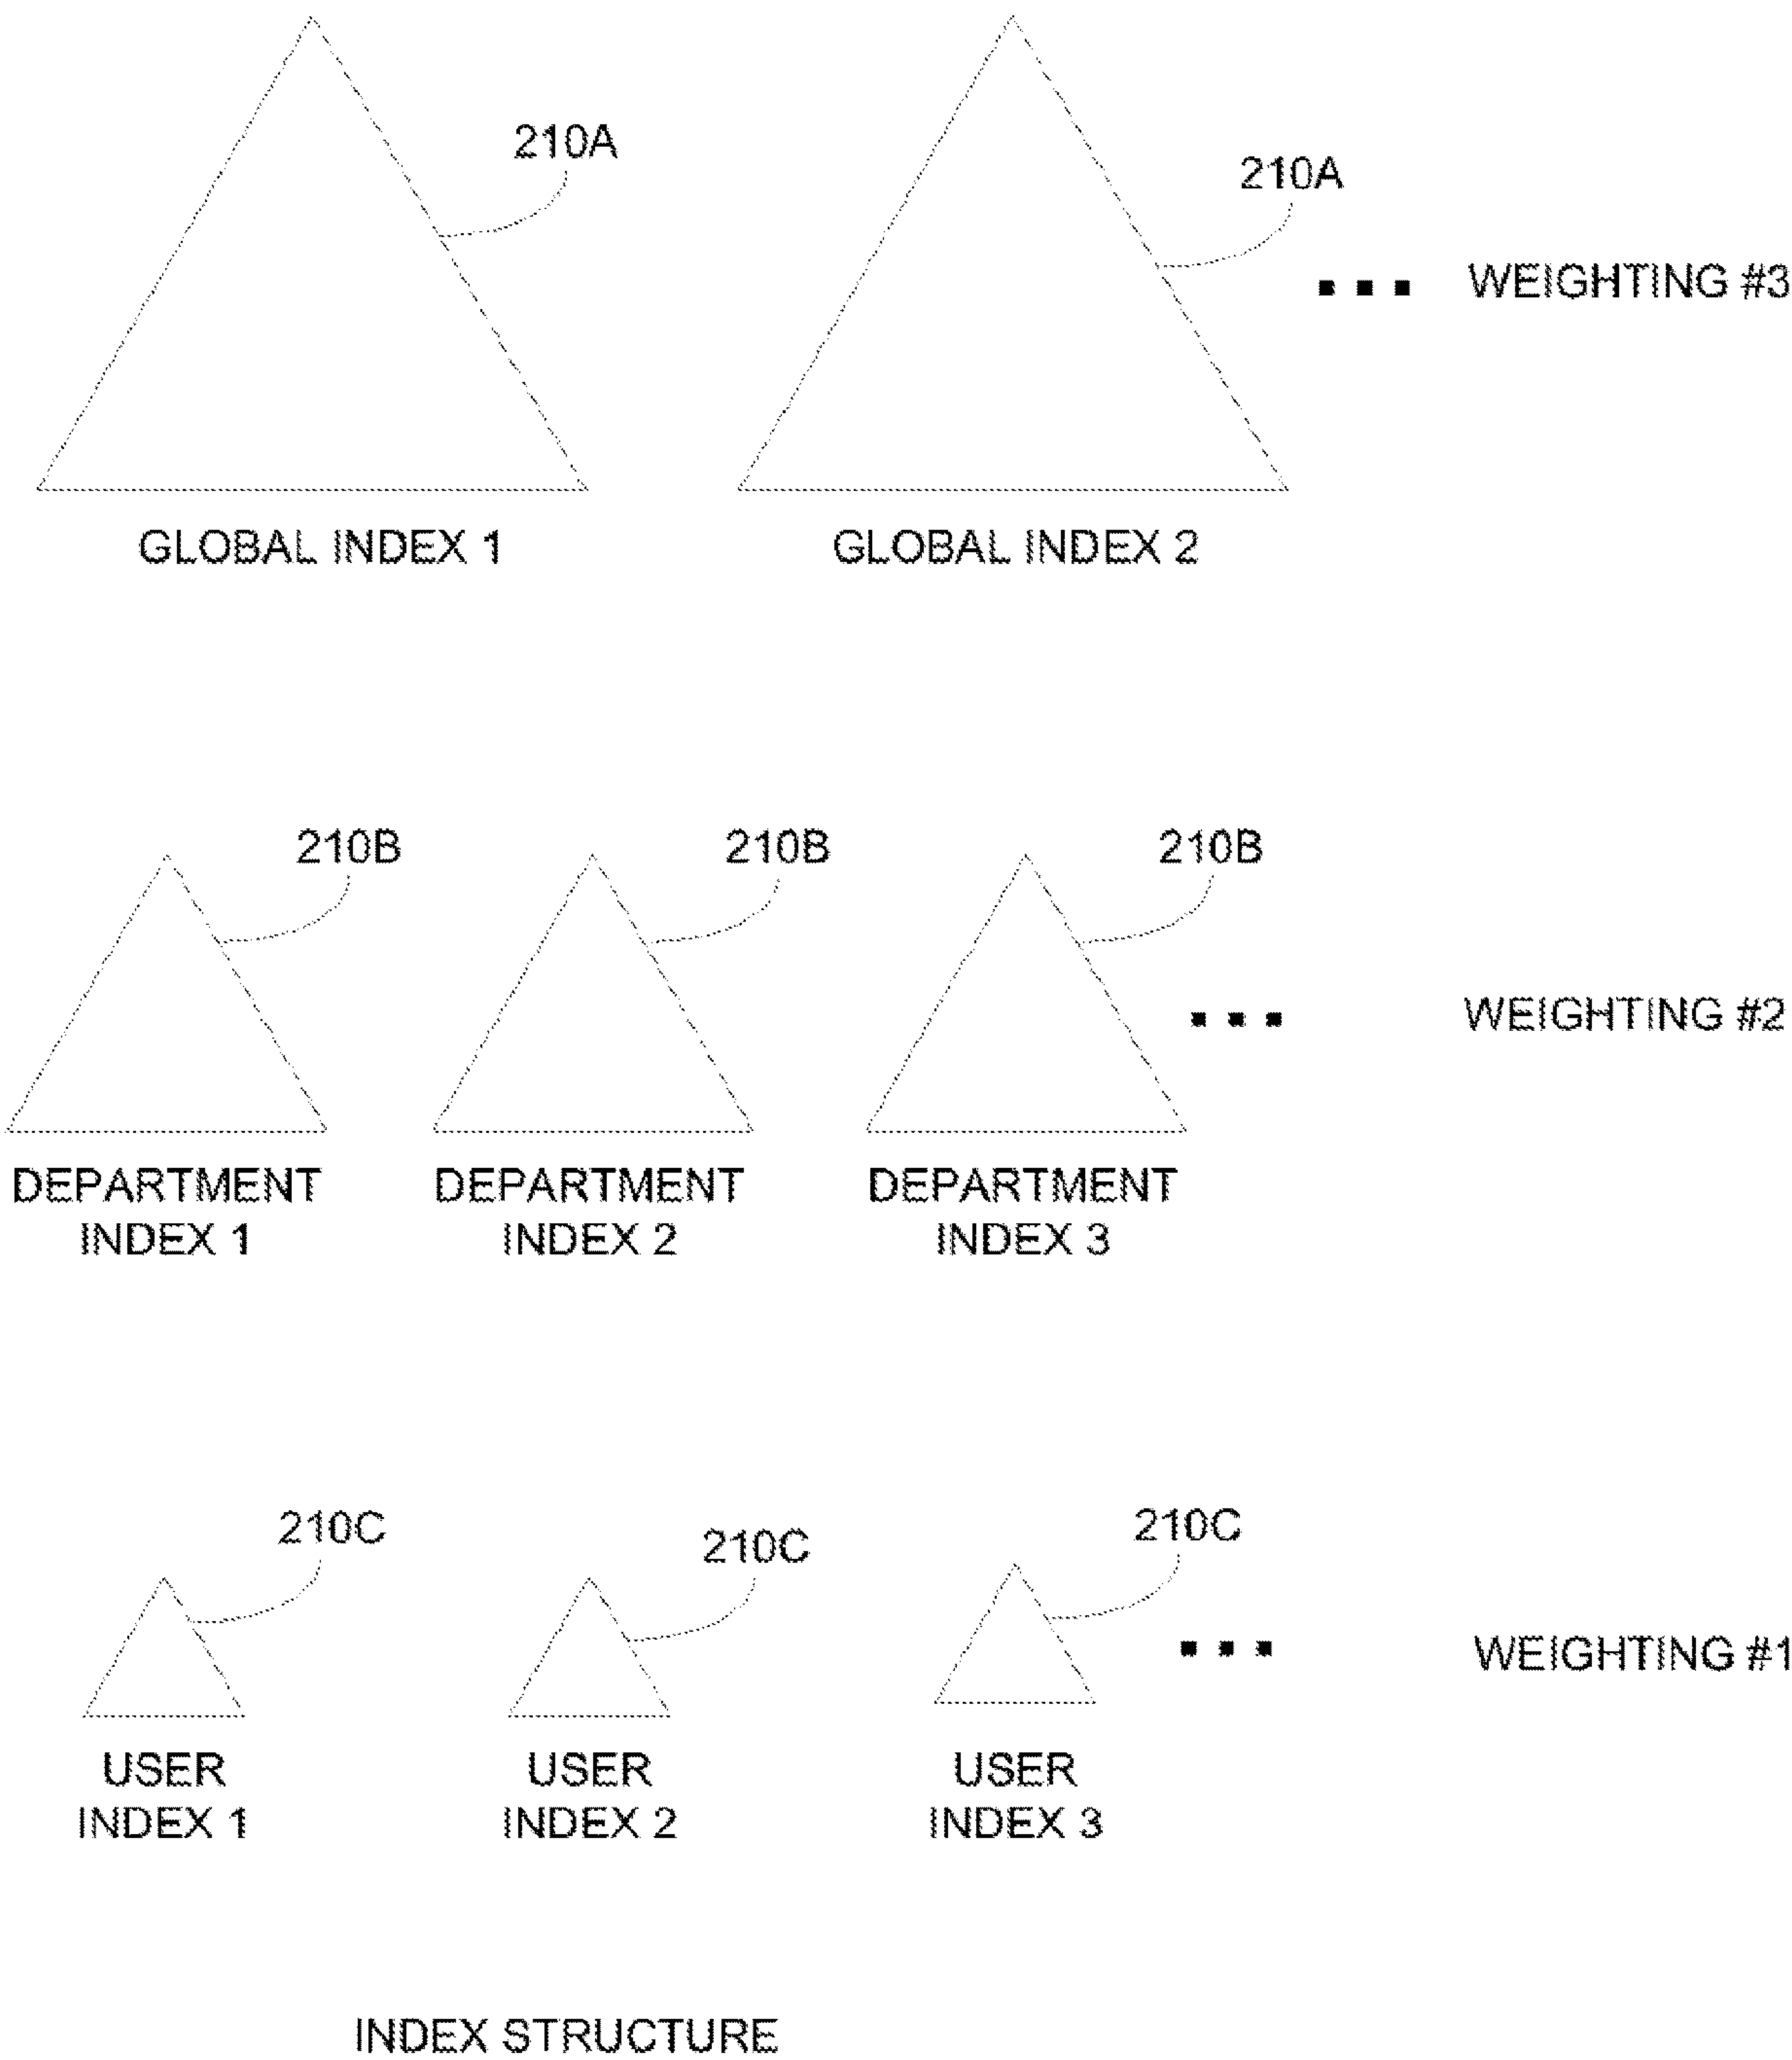 210A
210A
WEIGHTING #3
GLOBAL INDEX 1
GLOBAL INDEX 2
210B
210B
210B
WEIGHTING #2
DEPARTMENT
INDEX 1
DEPARTMENT
INDEX 2
DEPARTMENT
INDEX 3
210C
210C
210C
WEIGHTING #1
USER
INDEX 1
USER
INDEX 2
USER
INDEX 3
INDEX STRUCTURE